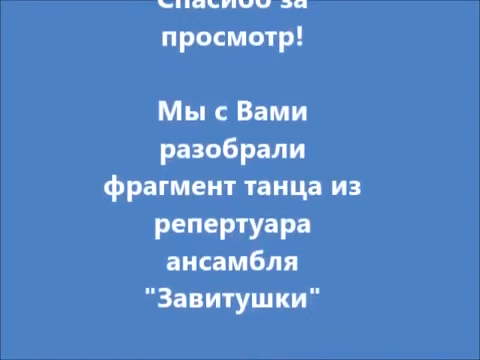 Спасибо за
просмотр!
Мы с Вами
разобрали
фрагмент танца из
репертуара
ансамбля
"Завитушки"